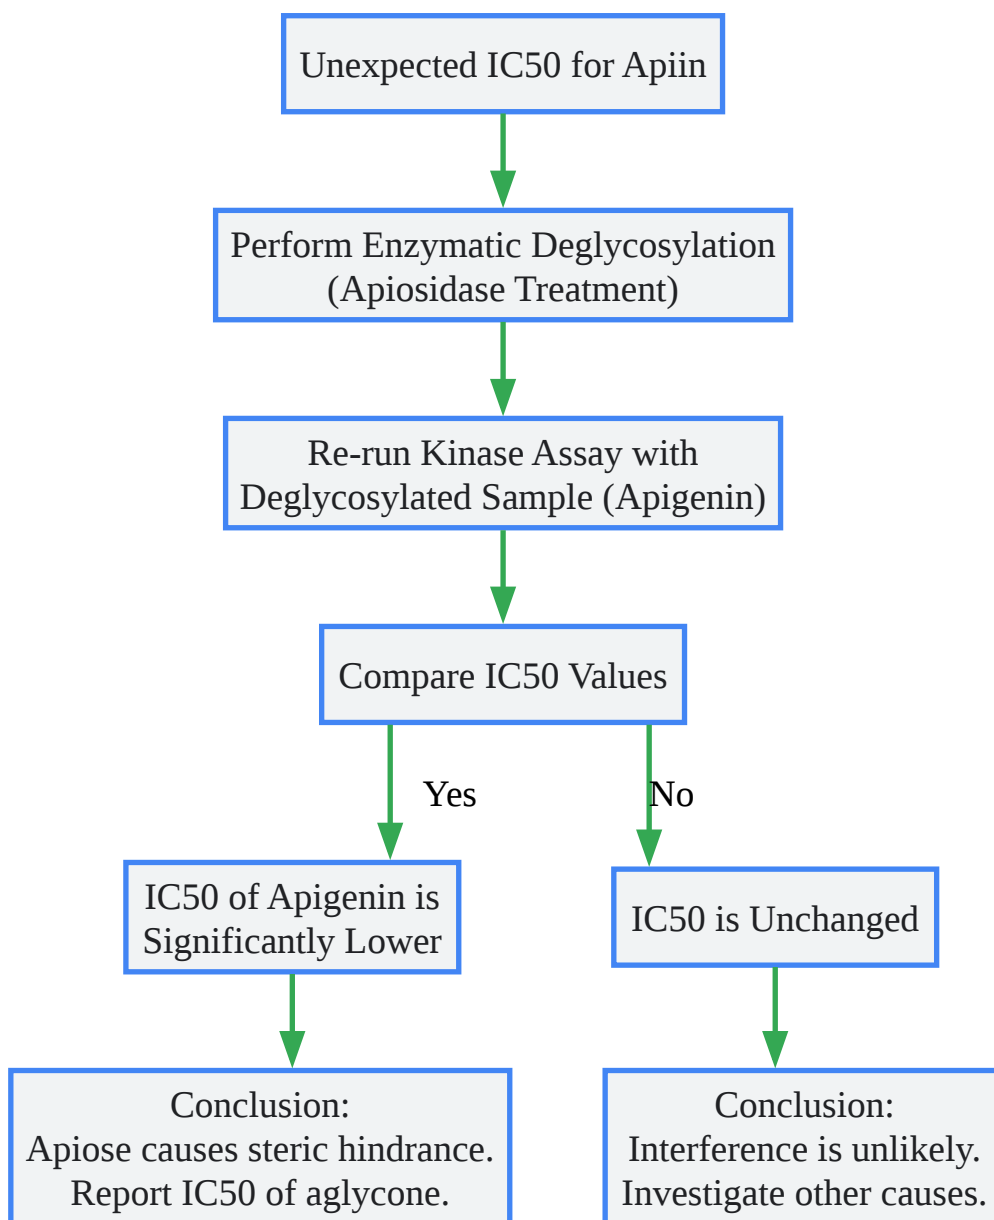 Unexpected IC50 for Apiin
Perform Enzymatic Deglycosylation
(Apiosidase Treatment)
Re-run Kinase Assay with
Deglycosylated Sample (Apigenin)
Compare IC50 Values
Yes
No
IC50 of Apigenin is
Significantly Lower
IC50 is Unchanged
Conclusion:
Apiose causes steric hindrance.
Report IC50 of aglycone.
Conclusion:
Interference is unlikely.
Investigate other causes.